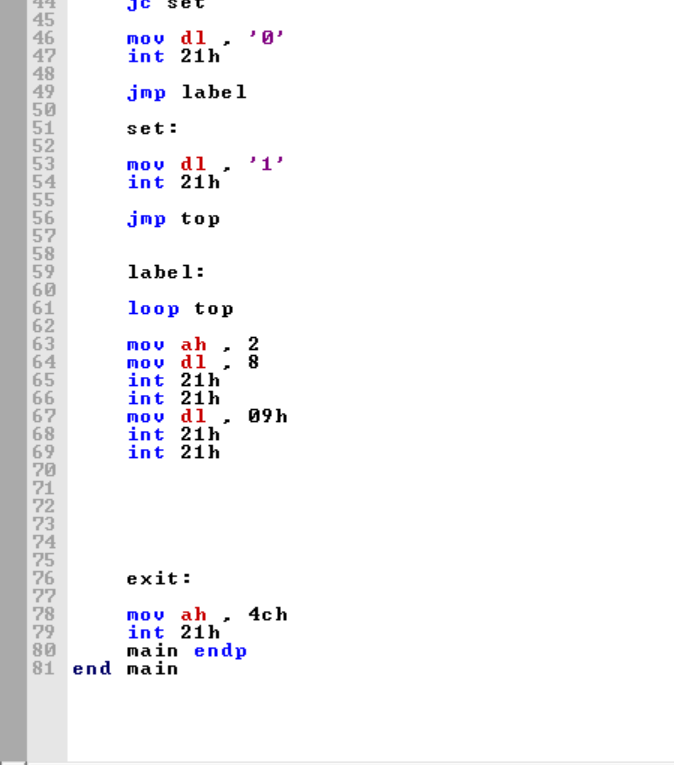 44 jc set
45
46 mov dl , '0'
47 int 21h
48
49 jmp label
50
51 set:
52
53 mov dl , '1'
54 int 21h
55
56 jmp top
57
58
59 label:
60
61 loop top
62
63 mov ah , 2
64 mov dl , 8
65 int 21h
66 int 21h
67 mov dl , 09h
68 int 21h
69 int 21h
70
71
72
73
74
75
76 exit:
77
78 mov ah , 4ch
79 int 21h
80 main endp
81 end main